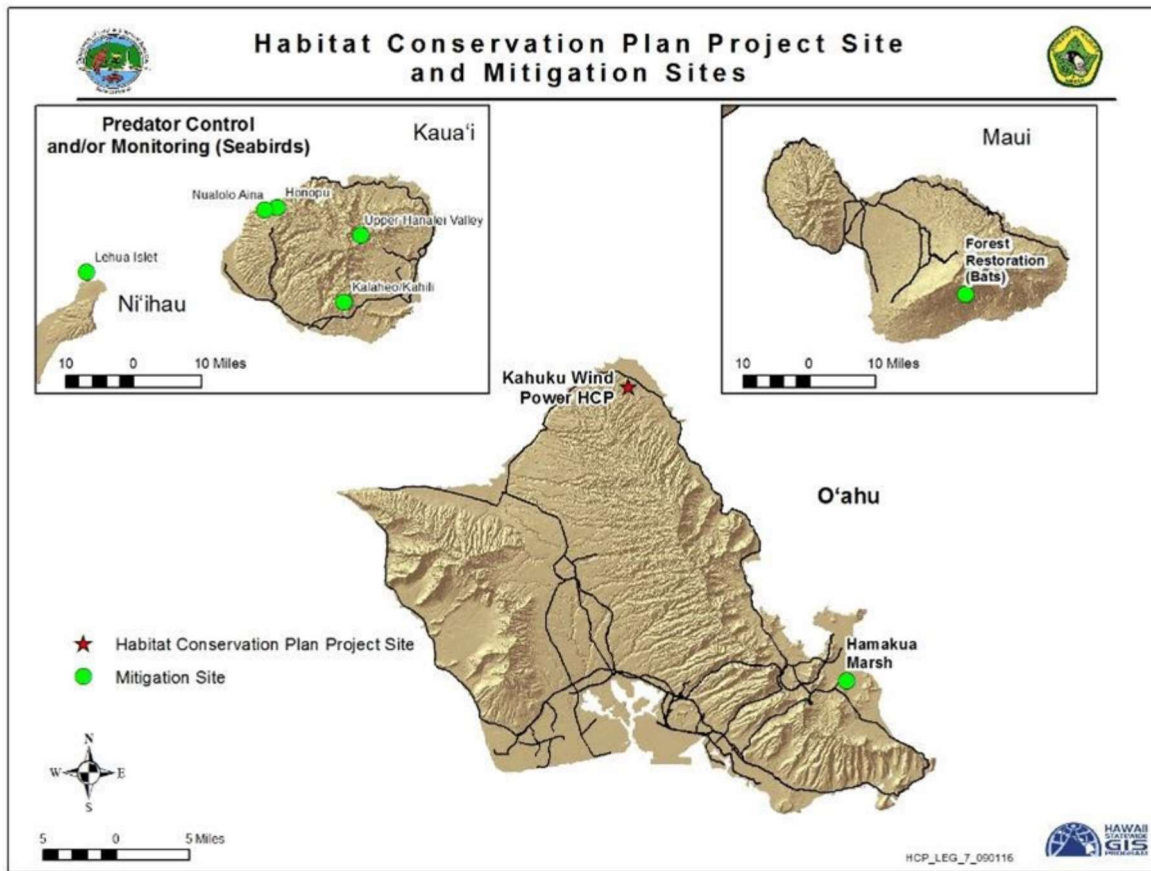 Habitat Conservation Plan Project Site
and Mitigation Sites
Predator Control
and/or Monitoring (Seabirds)
Kaua‘i
Nualolo Aina
Honopu
Upper Hanalei Valley
Lehua Islet
Kalaheo/Kahili
Ni‘ihau
10 0 10 Miles
Maui
Forest
Restoration
(Bats)
10 0 10 Miles
Kahuku Wind
Power HCP
O‘ahu
Hamakua
Marsh
Habitat Conservation Plan Project Site
Mitigation Site
N
W E
S
5 0 5 Miles
HCP_LEG_7_090116
HAWAII
STATEWIDE
GIS
PROGRAM